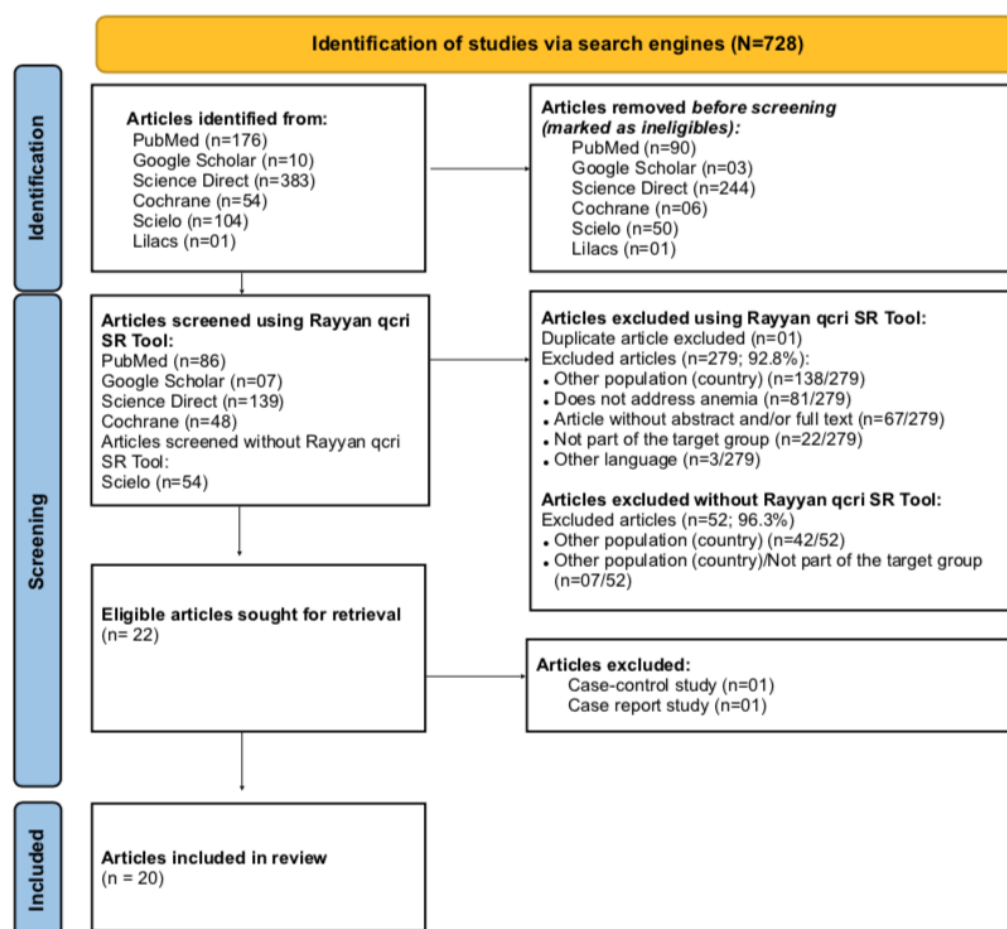 Identification of studies via search engines (N=728)
Identification
Articles identified from:
PubMed (n=176)
Google Scholar (n=10)
Science Direct (n=383)
Cochrane (n=54)
Scielo (n=104)
Lilacs (n=01)
Articles removed before screening
(marked as ineligibles):
PubMed (n=90)
Google Scholar (n=03)
Science Direct (n=244)
Cochrane (n=06)
Scielo (n=50)
Lilacs (n=01)
Screening
Articles screened using Rayyan qcri
SR Tool:
PubMed (n=86)
Google Scholar (n=07)
Science Direct (n=139)
Cochrane (n=48)
Articles screened without Rayyan qcri
SR Tool:
Scielo (n=54)
Articles excluded using Rayyan qcri SR Tool:
Duplicate article excluded (n=01)
Excluded articles (n=279; 92.8%):
• Other population (country) (n=138/279)
• Does not address anemia (n=81/279)
• Article without abstract and/or full text (n=67/279)
• Not part of the target group (n=22/279)
• Other language (n=3/279)
Articles excluded without Rayyan qcri SR Tool:
Excluded articles (n=52; 96.3%)
• Other population (country) (n=42/52)
• Other population (country)/Not part of the target group
(n=07/52)
Eligible articles sought for retrieval
(n= 22)
Articles excluded:
Case-control study (n=01)
Case report study (n=01)
Included
Articles included in review
(n = 20)